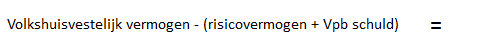 Volkshuisvestelijk vermogen - (risicovermogen + Vpb schuld) =